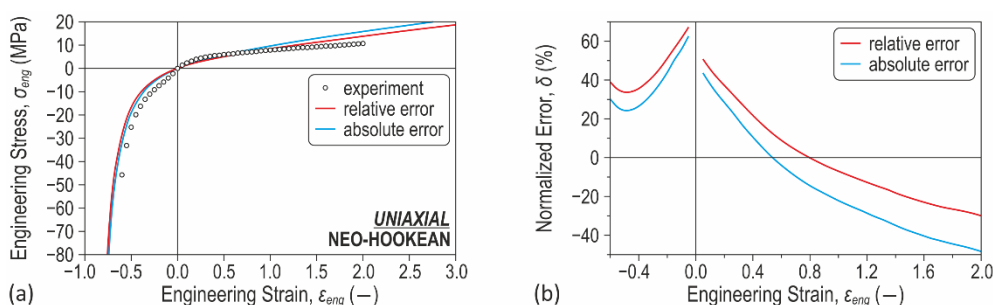 Engineering Stress, σeng (MPa)
20
10
0
−10
−20
−30
−40
−50
−60
−70
−80
experiment
relative error
absolute error
UNIAXIAL
NEO-HOOKEAN
−1.0 −0.5 0.0 0.5 1.0 1.5 2.0 2.5 3.0
(a) Engineering Strain, εeng (—)
Normalized Error, δ (%)
60
40
20
0
−20
−40
relative error
absolute error
−0.4 0.0 0.4 0.8 1.2 1.6 2.0
(b) Engineering Strain, εeng (—)